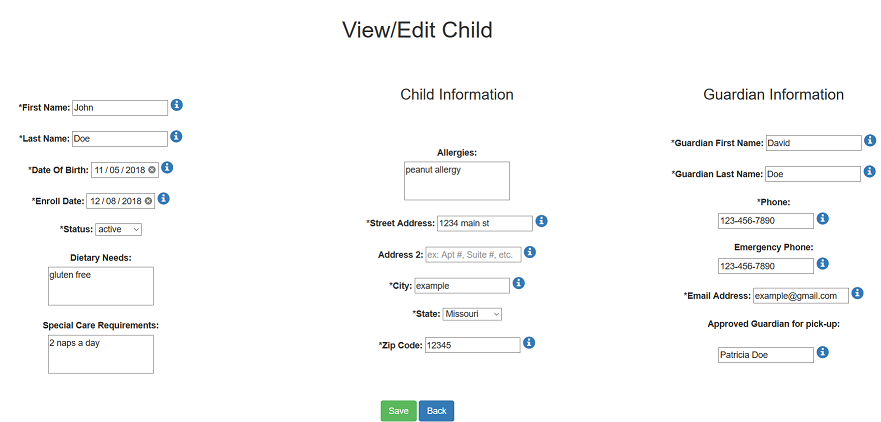 View/Edit Child
*First Name: John
*Last Name: Doe
*Date Of Birth: 11 / 05 / 2018
*Enroll Date: 12 / 08 / 2018
*Status: active
Dietary Needs:
gluten free
Special Care Requirements:
2 naps a day
Child Information
Allergies:
peanut allergy
*Street Address: 1234 main st
Address 2: ex: Apt #, Suite #, etc.
*City: example
*State: Missouri
*Zip Code: 12345
Guardian Information
*Guardian First Name: David
*Guardian Last Name: Doe
*Phone:
123-456-7890
Emergency Phone:
123-456-7890
*Email Address: example@gmail.com
Approved Guardian for pick-up:
Patricia Doe
Save Back